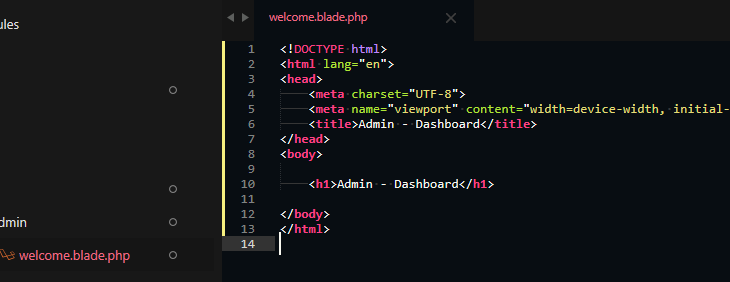 ules
welcome.blade.php
1 <!DOCTYPE html>
2 <html lang="en">
3 <head>
4 <meta charset="UTF-8">
5 <meta name="viewport" content="width=device-width, initial-
6 <title>Admin - Dashboard</title>
7 </head>
8 <body>
9
10 <h1>Admin - Dashboard</h1>
11
12 </body>
13 </html>
14
dmin
welcome.blade.php